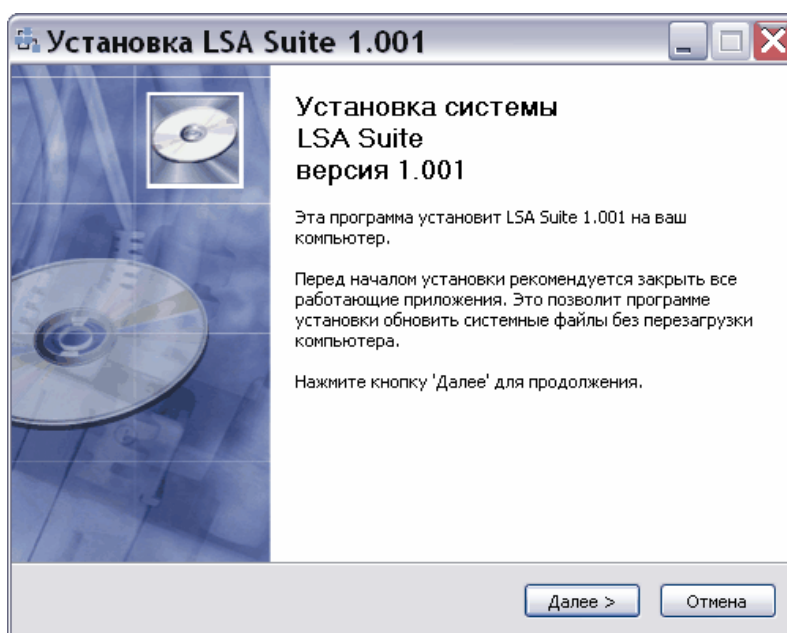 Установка LSA Suite 1.001
Установка системы
LSA Suite
версия 1.001
Эта программа установит LSA Suite 1.001 на ваш
компьютер.
Перед началом установки рекомендуется закрыть все
работающие приложения. Это позволит программе
установки обновить системные файлы без перезагрузки
компьютера.
Нажмите кнопку 'Далее' для продолжения.
Далее >
Отмена